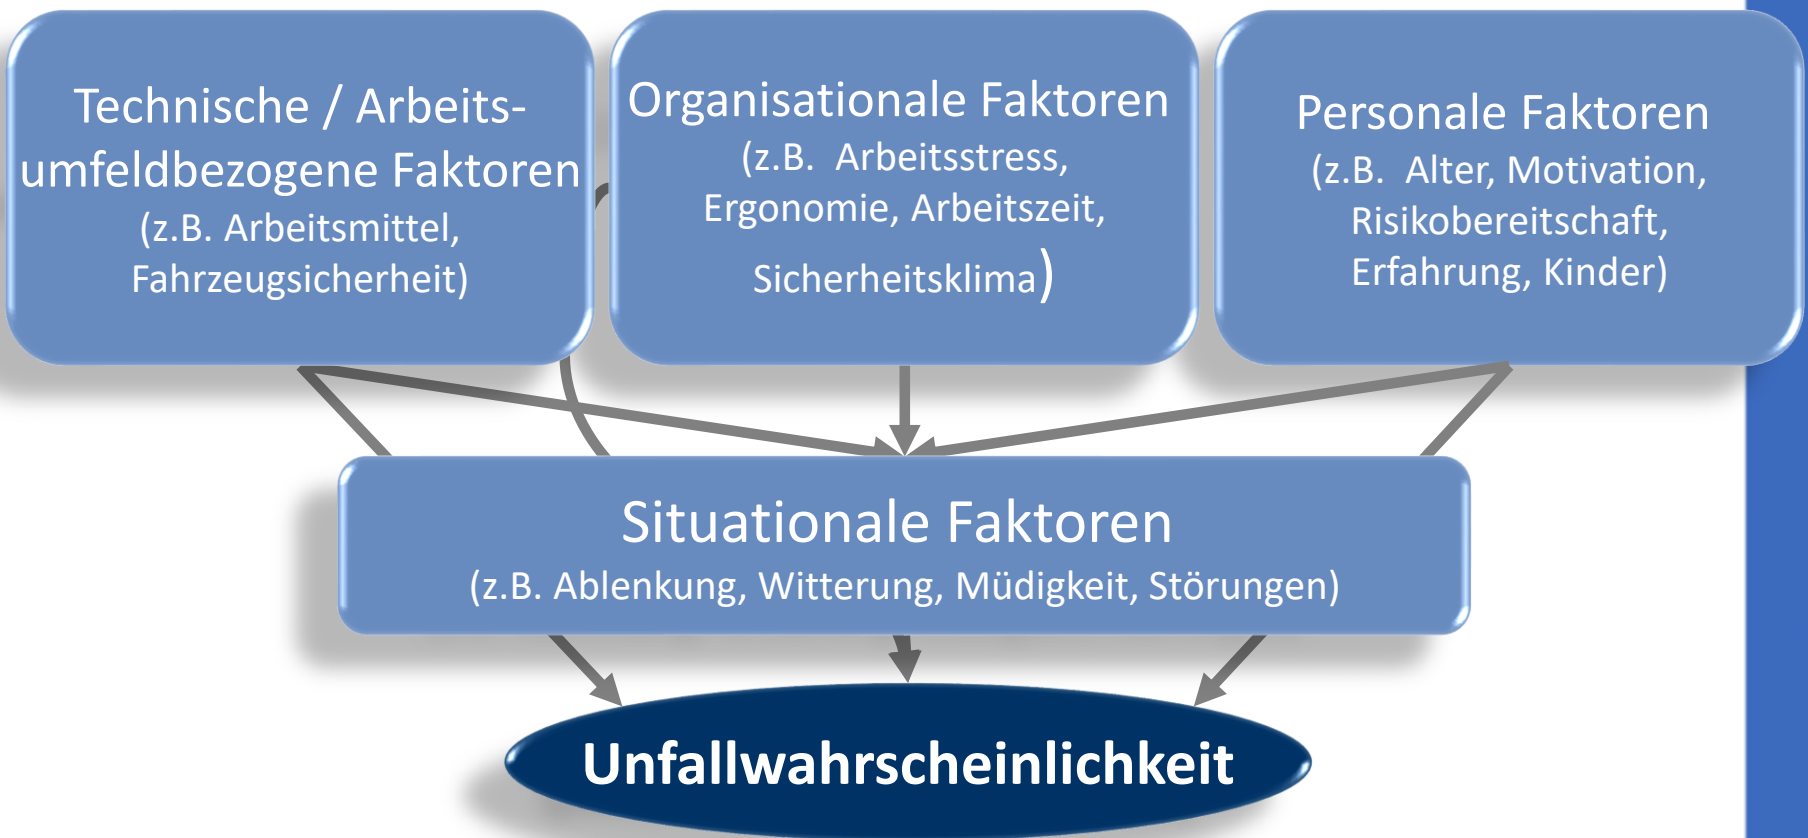 Technische / Arbeits-
umfeldbezogene Faktoren
(z.B. Arbeitsmittel,
Fahrzeugsicherheit)
Organisationale Faktoren
(z.B. Arbeitsstress,
Ergonomie, Arbeitszeit,
Sicherheitsklima)
Personale Faktoren
(z.B. Alter, Motivation,
Risikobereitschaft,
Erfahrung, Kinder)
Situationale Faktoren
(z.B. Ablenkung, Witterung, Müdigkeit, Störungen)
Unfallwahrscheinlichkeit